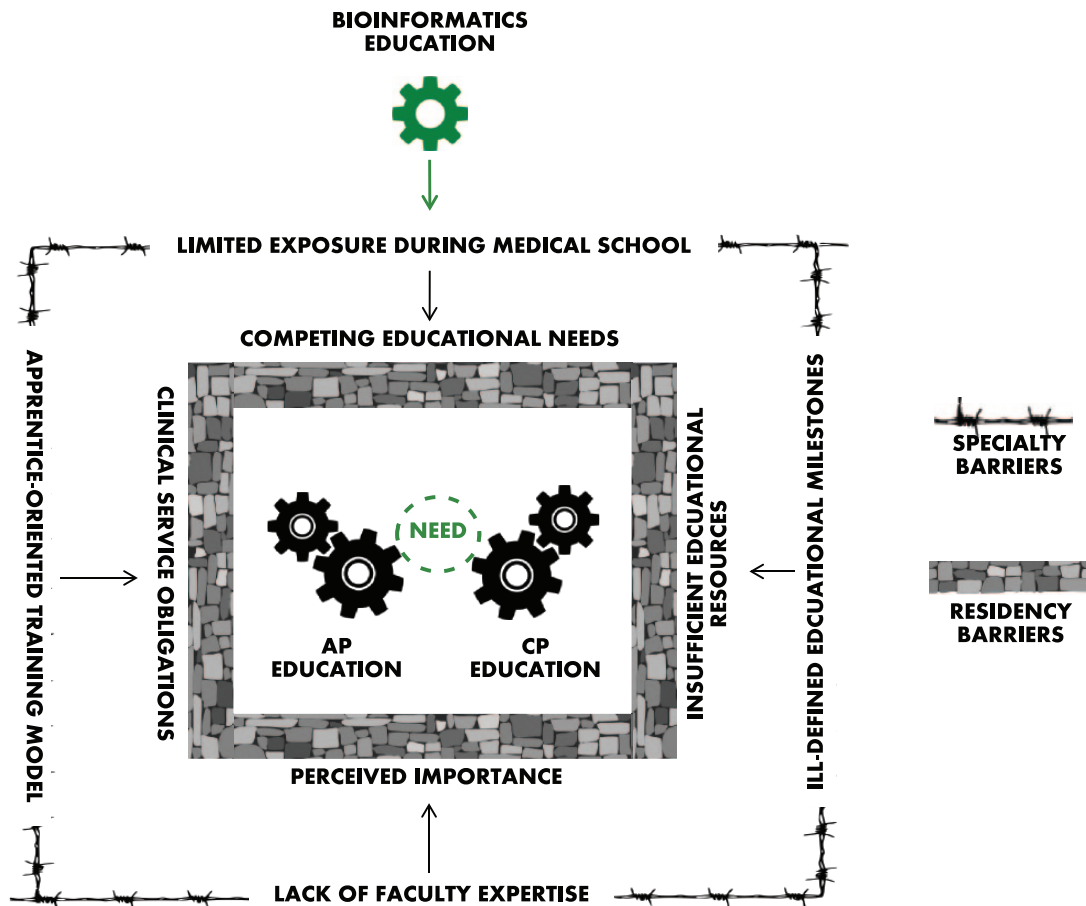 BIOINFORMATICS
EDUCATION
LIMITED EXPOSURE DURING MEDICAL SCHOOL
COMPETING EDUCATIONAL NEEDS
APPRENTICE-ORIENTED TRAINING MODEL
CLINICAL SERVICE OBLIGATIONS
NEED
AP
EDUCATION
CP
EDUCATION
INSUFFICIENT EDCUATIONAL
RESOURCES
ILL-DEFINED EDCUATIONAL MILESTONES
PERCEIVED IMPORTANCE
LACK OF FACULTY EXPERTISE
SPECIALTY
BARRIERS
RESIDENCY
BARRIERS